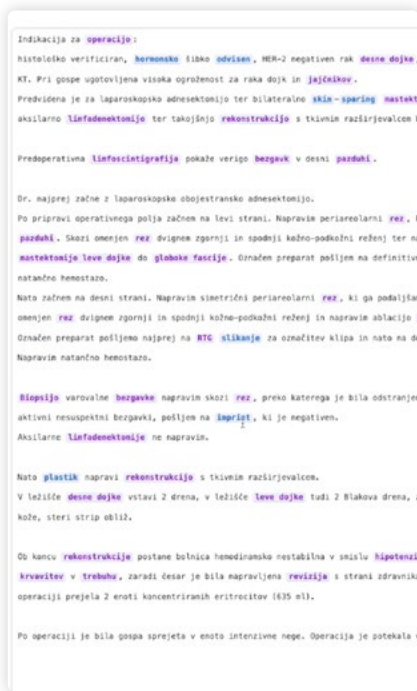 Indikacija za operacijo:
histološko verificiran, hormonsko šibko odvisen, HER-2 negativen rak desne dojke
KT. Pri gospe ugotovljena visoka ogroženost za raka dojk in jajčnikov.
Predvidena je za laparoskopsko adnesektomijo ter bilateralno skin-sparing mastekt
aksilarno limfadenektomijo ter takojšnjo rekonstrukcijo s tkivnim razširjevalcem
Predoperativna limfoscintigrafija pokaže verigo bezgavk v desni pazduhi.
Dr. najprej začne z laparoskopsko obojestransko adnesektomijo.
Po pripravi operativnega polja začnem na levi strani. Napravim periareolarni rez,
pazduhi. Skozi omenjen rez dvignem zgornji in spodnji kožno-podkožni reženj ter na
mastektomijo leve dojke do globoke fascije. Označen preparat pošljem na definitivn
natančno hemostazo.
Nato začnem na desni strani. Napravim simetrični periareolarni rez, ki ga podaljša
omenjen rez dvignem zgornji in spodnji kožno-podkožni reženj in napravim ablacijo
Označen preparat pošljemo najprej na RTG slikanje za označitev klipa in nato na de
Napravim natančno hemostazo.
Biopsijo varovalne bezgavke napravim skozi rez, preko katerega je bila odstranje
aktivni nesuspektni bezgavki, pošljem na imprint, ki je negativen.
Aksilarne limfadenektomije ne napravim.
Nato plastik napravi rekonstrukcijo s tkivnim razširjevalcem.
V ležišče desne dojke vstavi 2 drena, v ležišče leve dojke tudi 2 Blakova drena,
kože, steri strip obliž.
Ob koncu rekonstrukcije postane bolnica hemodinamsko nestabilna v smislu hipotenzi
krvavitev v trebuhu, zaradi česar je bila napravljena revizija s strani zdravnika
operaciji prejela 2 enoti koncentriranih eritrocitov (635 ml).
Po operaciji je bila gospa sprejeta v enoto intenzivne nege. Operacija je potekala